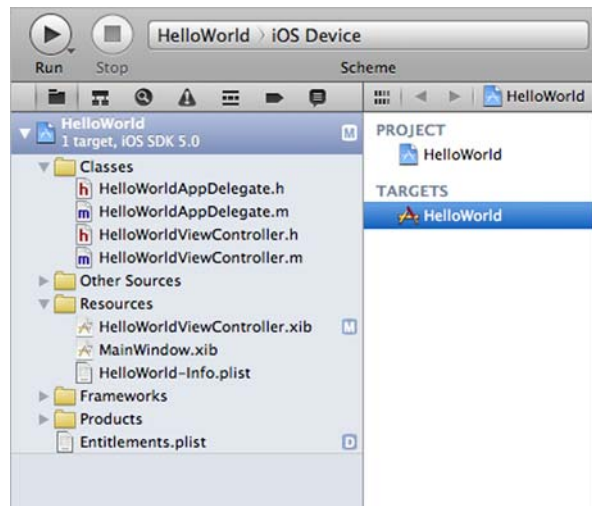 HelloWorld 〉 iOS Device
Run Stop Scheme
HelloWorld
HelloWorld
1 target, iOS SDK 5.0
M
Classes
h HelloWorldAppDelegate.h
m HelloWorldAppDelegate.m
h HelloWorldViewController.h
m HelloWorldViewController.m
Other Sources
Resources
HelloWorldViewController.xib M
MainWindow.xib
HelloWorld-Info.plist
Frameworks
Products
Entitlements.plist D
PROJECT
HelloWorld
TARGETS
HelloWorld